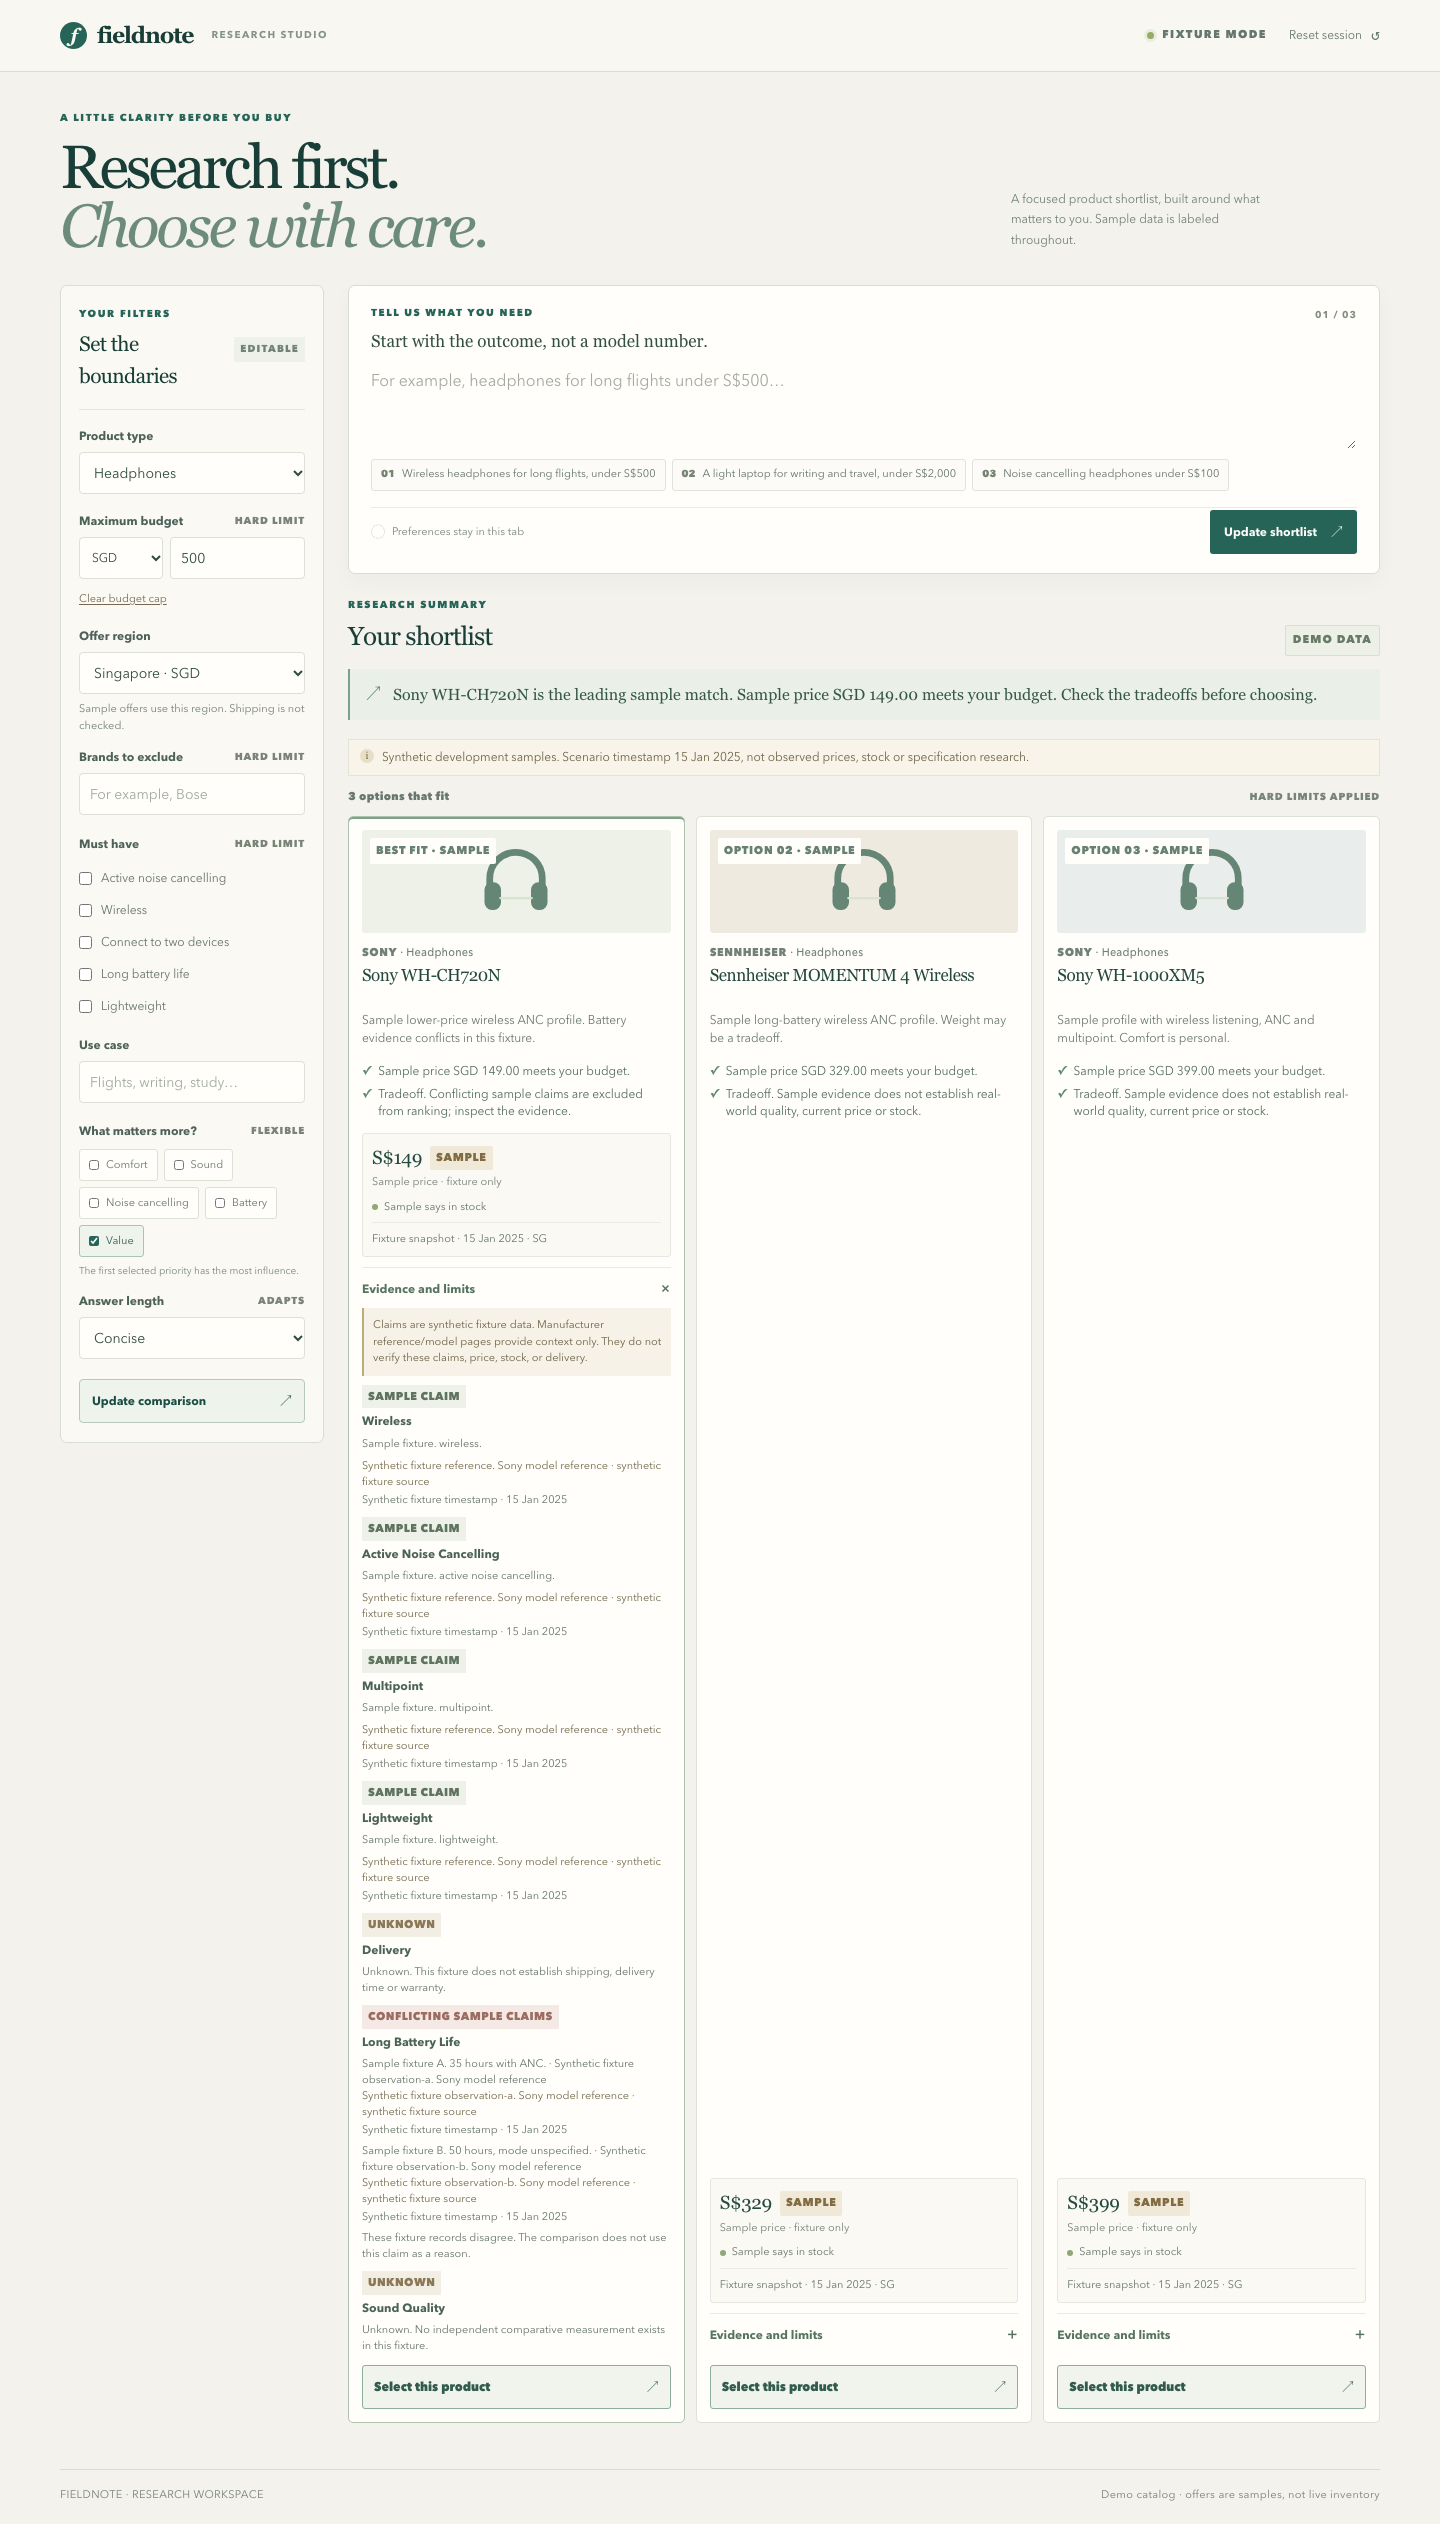 f fieldnote RESEARCH STUDIO
FIXTURE MODE Reset session ↺
A LITTLE CLARITY BEFORE YOU BUY
Research first.
Choose with care.
A focused product shortlist, built around what
matters to you. Sample data is labeled
throughout.
YOUR FILTERS
Set the
boundaries
EDITABLE
Product type
Headphones
Maximum budget HARD LIMIT
SGD 500
Clear budget cap
Offer region
Singapore · SGD
Sample offers use this region. Shipping is not
checked.
Brands to exclude HARD LIMIT
For example, Bose
Must have HARD LIMIT
Active noise cancelling
Wireless
Connect to two devices
Long battery life
Lightweight
Use case
Flights, writing, study…
What matters more? FLEXIBLE
Comfort Sound
Noise cancelling Battery
Value
The first selected priority has the most influence.
Answer length ADAPTS
Concise
Update comparison ↗
TELL US WHAT YOU NEED 01 / 03
Start with the outcome, not a model number.
For example, headphones for long flights under S$500…
01 Wireless headphones for long flights, under S$500
02 A light laptop for writing and travel, under S$2,000
03 Noise cancelling headphones under S$100
Preferences stay in this tab
Update shortlist ↗
RESEARCH SUMMARY
Your shortlist DEMO DATA
↗ Sony WH-CH720N is the leading sample match. Sample price SGD 149.00 meets your budget. Check the tradeoffs before choosing.
i Synthetic development samples. Scenario timestamp 15 Jan 2025, not observed prices, stock or specification research.
3 options that fit HARD LIMITS APPLIED
BEST FIT · SAMPLE
SONY · Headphones
Sony WH-CH720N
Sample lower-price wireless ANC profile. Battery
evidence conflicts in this fixture.
✓ Sample price SGD 149.00 meets your budget.
✓ Tradeoff. Conflicting sample claims are excluded
from ranking; inspect the evidence.
S$149 SAMPLE
Sample price · fixture only
Sample says in stock
Fixture snapshot · 15 Jan 2025 · SG
Evidence and limits ×
Claims are synthetic fixture data. Manufacturer
reference/model pages provide context only. They do not
verify these claims, price, stock, or delivery.
SAMPLE CLAIM
Wireless
Sample fixture. wireless.
Synthetic fixture reference. Sony model reference · synthetic
fixture source
Synthetic fixture timestamp · 15 Jan 2025
SAMPLE CLAIM
Active Noise Cancelling
Sample fixture. active noise cancelling.
Synthetic fixture reference. Sony model reference · synthetic
fixture source
Synthetic fixture timestamp · 15 Jan 2025
SAMPLE CLAIM
Multipoint
Sample fixture. multipoint.
Synthetic fixture reference. Sony model reference · synthetic
fixture source
Synthetic fixture timestamp · 15 Jan 2025
SAMPLE CLAIM
Lightweight
Sample fixture. lightweight.
Synthetic fixture reference. Sony model reference · synthetic
fixture source
Synthetic fixture timestamp · 15 Jan 2025
UNKNOWN
Delivery
Unknown. This fixture does not establish shipping, delivery
time or warranty.
CONFLICTING SAMPLE CLAIMS
Long Battery Life
Sample fixture A. 35 hours with ANC. · Synthetic fixture
observation-a. Sony model reference
Synthetic fixture observation-a. Sony model reference ·
synthetic fixture source
Synthetic fixture timestamp · 15 Jan 2025
Sample fixture B. 50 hours, mode unspecified. · Synthetic
fixture observation-b. Sony model reference
Synthetic fixture observation-b. Sony model reference ·
synthetic fixture source
Synthetic fixture timestamp · 15 Jan 2025
These fixture records disagree. The comparison does not use
this claim as a reason.
UNKNOWN
Sound Quality
Unknown. No independent comparative measurement exists
in this fixture.
Select this product ↗
OPTION 02 · SAMPLE
SENNHEISER · Headphones
Sennheiser MOMENTUM 4 Wireless
Sample long-battery wireless ANC profile. Weight may
be a tradeoff.
✓ Sample price SGD 329.00 meets your budget.
✓ Tradeoff. Sample evidence does not establish real-
world quality, current price or stock.
S$329 SAMPLE
Sample price · fixture only
Sample says in stock
Fixture snapshot · 15 Jan 2025 · SG
Evidence and limits +
Select this product ↗
OPTION 03 · SAMPLE
SONY · Headphones
Sony WH-1000XM5
Sample profile with wireless listening, ANC and
multipoint. Comfort is personal.
✓ Sample price SGD 399.00 meets your budget.
✓ Tradeoff. Sample evidence does not establish real-
world quality, current price or stock.
S$399 SAMPLE
Sample price · fixture only
Sample says in stock
Fixture snapshot · 15 Jan 2025 · SG
Evidence and limits +
Select this product ↗
FIELDNOTE · RESEARCH WORKSPACE
Demo catalog · offers are samples, not live inventory